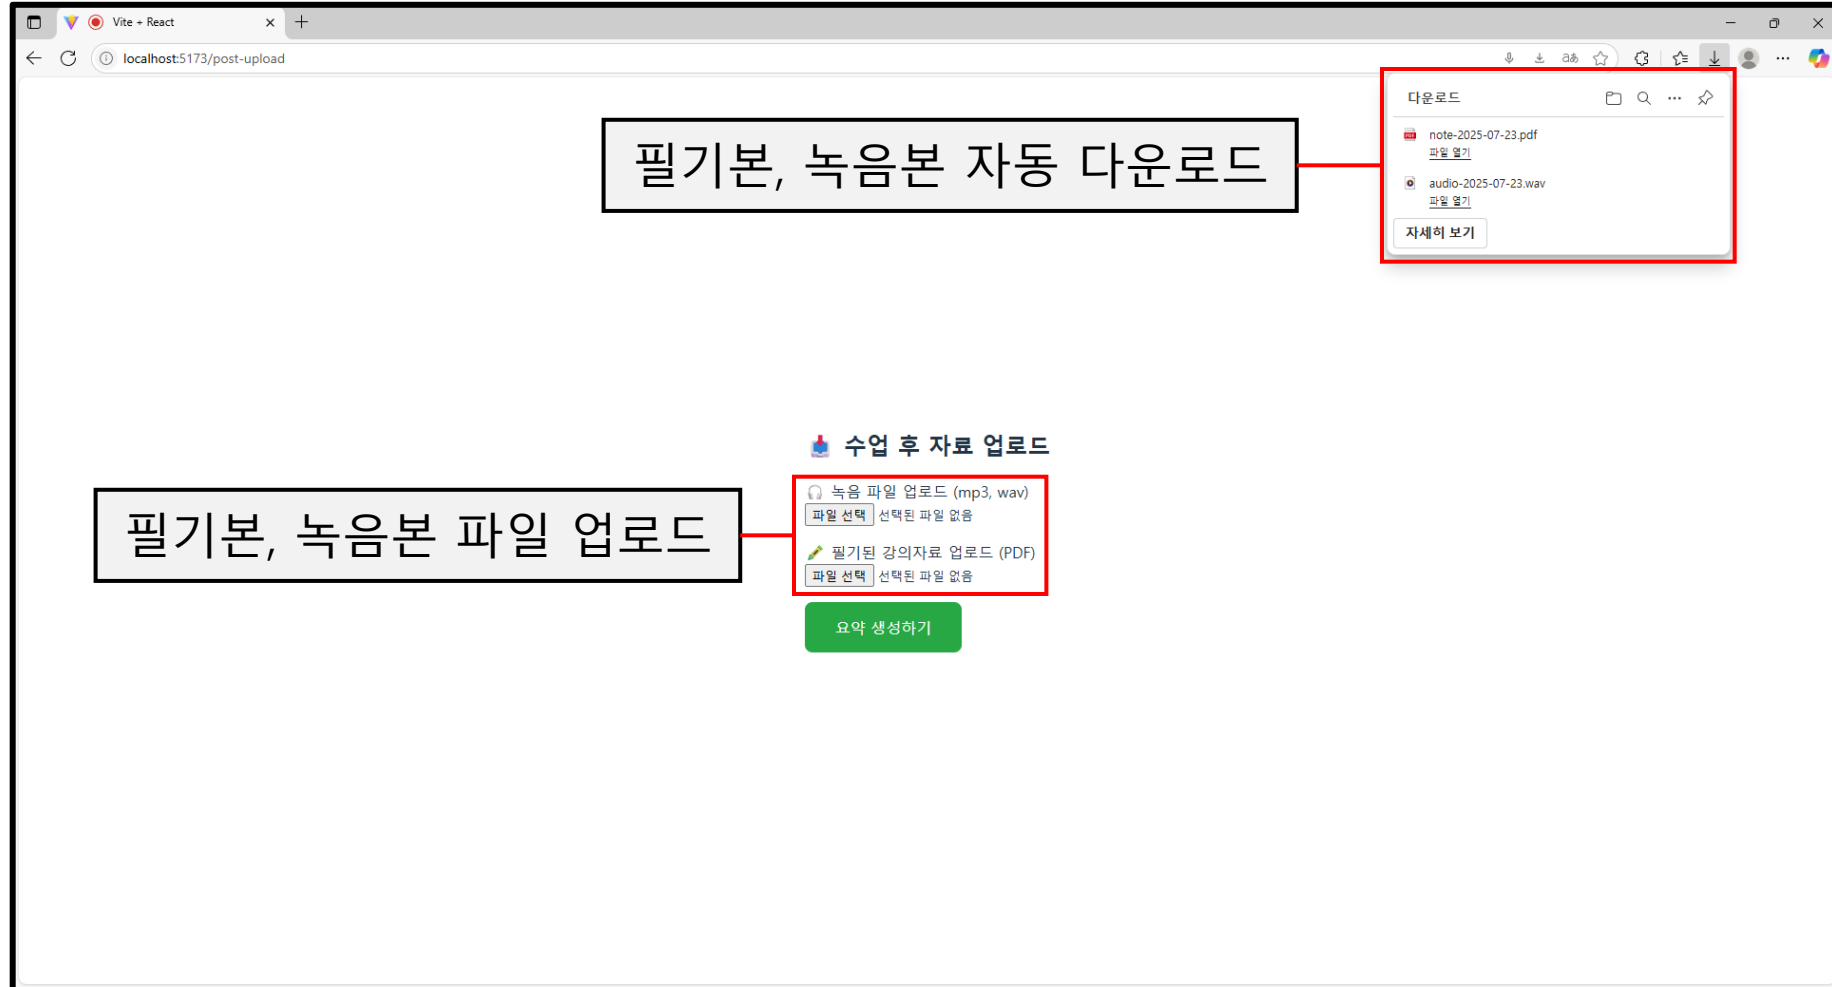 Vite + React
localhost:5173/post-upload
다운로드
note-2025-07-23.pdf
파일 열기
audio-2025-07-23.wav
파일 열기
자세히 보기
필기본, 녹음본 자동 다운로드
수업 후 자료 업로드
녹음 파일 업로드 (mp3, wav)
파일 선택 선택된 파일 없음
필기된 강의자료 업로드 (PDF)
파일 선택 선택된 파일 없음
요약 생성하기
필기본, 녹음본 파일 업로드